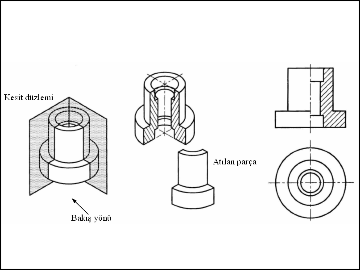 Kesit düzlemi
Atılan parça
Bakış yönü